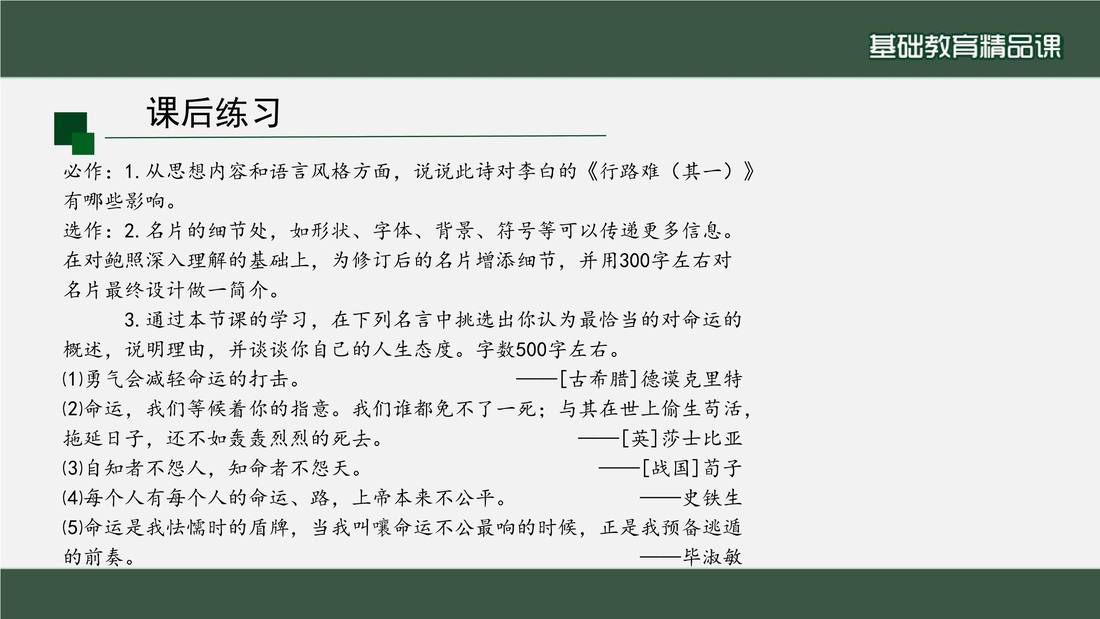 基础教育精品课
课后练习
必作：1.从思想内容和语言风格方面，说说此诗对李白的《行路难（其一）》
有哪些影响。
选作：2.名片的细节处，如形状、字体、背景、符号等可以传递更多信息。
在对鲍照深入理解的基础上，为修订后的名片增添细节，并用300字左右对
名片最终设计做一简介。
3.通过本节课的学习，在下列名言中挑选出你认为最恰当的对命运的
概述，说明理由，并谈谈你自己的人生态度。字数500字左右。
⑴勇气会减轻命运的打击。 ——[古希腊]德谟克里特
⑵命运，我们等候着你的指意。我们谁都免不了一死；与其在世上偷生苟活，
拖延日子，还不如轰轰烈烈的死去。 ——[英]莎士比亚
⑶自知者不怨人，知命者不怨天。 ——[战国]荀子
⑷每个人有每个人的命运、路，上帝本来不公平。 ——史铁生
⑸命运是我怯懦时的盾牌，当我叫嚷命运不公最响的时候，正是我预备逃遁
的前奏。 ——毕淑敏